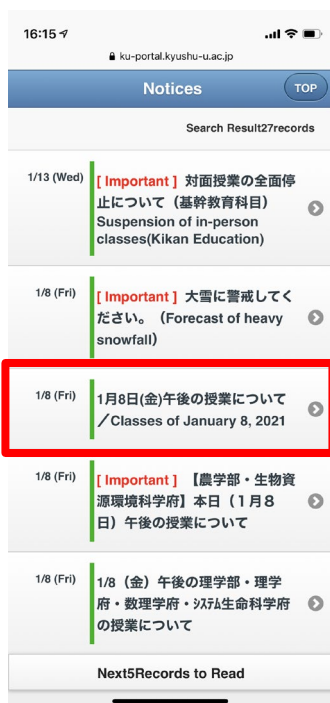 16:15
ku-portal.kyushu-u.ac.jp
Notices
TOP
Search Result27records
1/13 (Wed)
[ Important ] 対面授業の全面停
止について（基幹教育科目）
Suspension of in-person
classes(Kikan Education)
1/8 (Fri)
[ Important ] 大雪に警戒してく
ださい。（Forecast of heavy
snowfall）
1/8 (Fri)
1月8日(金)午後の授業について
／Classes of January 8, 2021
1/8 (Fri)
[ Important ] 【農学部・生物資
源環境科学府】本日（１月８
日）午後の授業について
1/8 (Fri)
1/8（金）午後の理学部・理学
府・数理学府・ｼｽﾃﾑ生命科学府
の授業について
Next5Records to Read